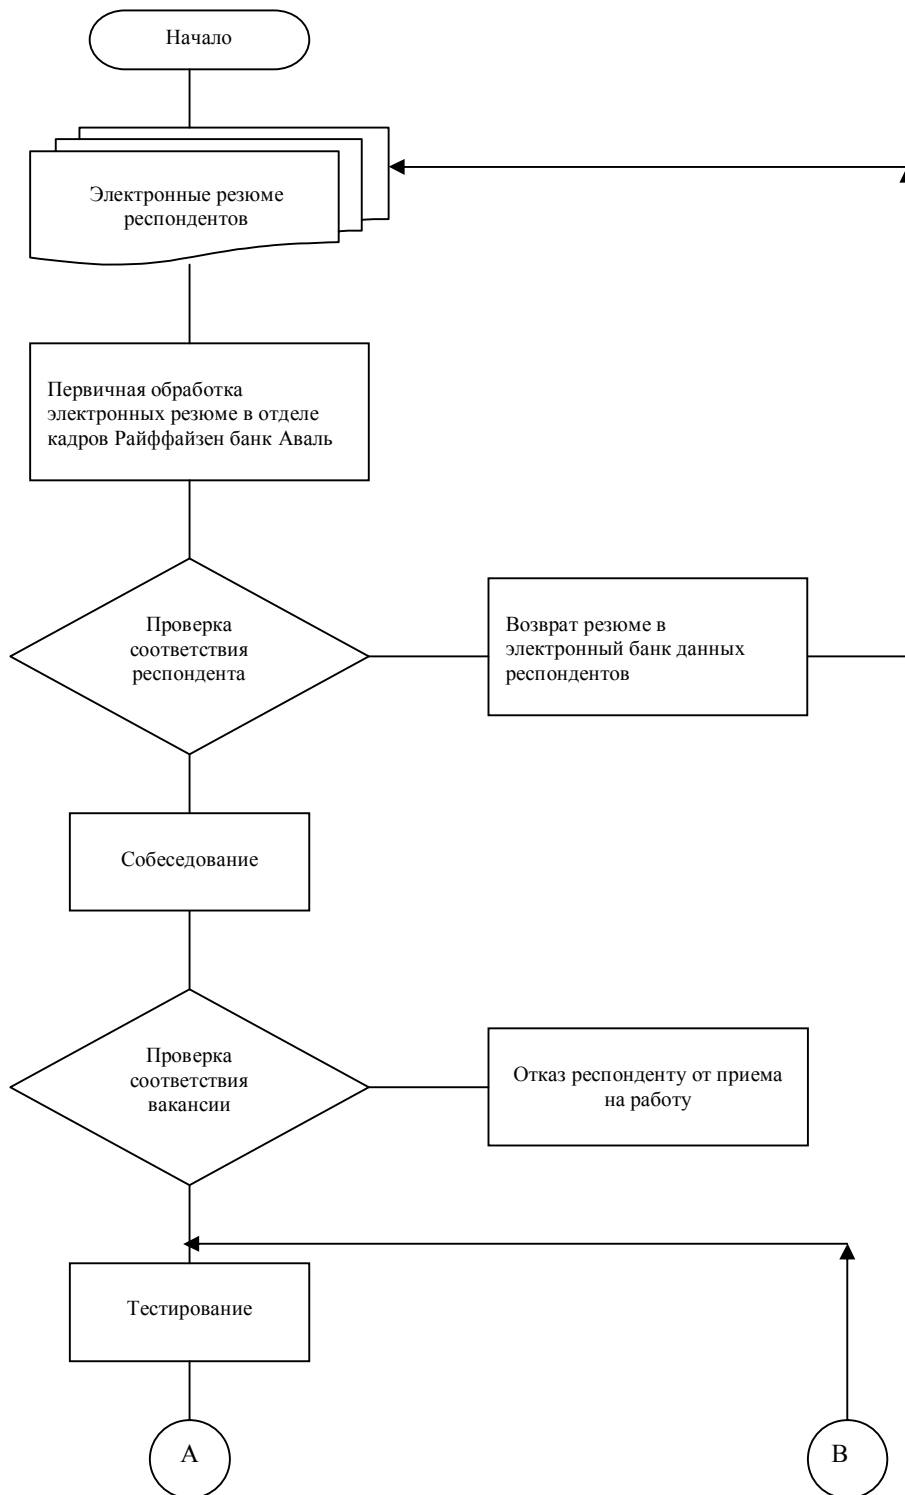 Начало
Электронные резюме
респондентов
Первичная обработка
электронных резюме в отделе
кадров Райффайзен банк Аваль
Проверка
соответствия
респондента
Возврат резюме в
электронный банк данных
респондентов
Собеседование
Проверка
соответствия
вакансии
Отказ респонденту от приема
на работу
Тестирование
А
В